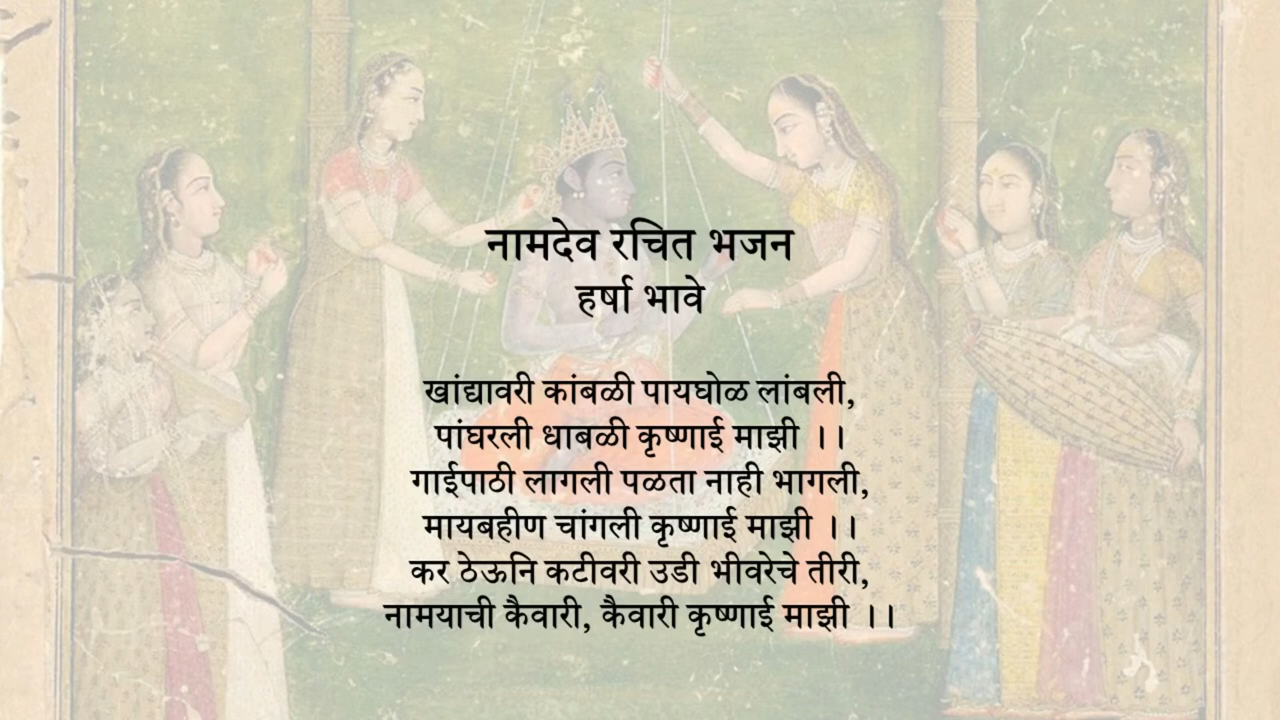 नामदेव रचित भजन
हर्षा भावे
खांद्यावरी कांबळी पायघोळ लांबली,
पांघरली धाबळी कृष्णाई माझी ।।
गाईपाठी लागली पळता नाही भागली,
मायबहीण चांगली कृष्णाई माझी ।।
कर ठेऊनि कटीवरी उडी भीवरेचे तीरी,
नामयाची कैवारी, कैवारी कृष्णाई माझी ।।